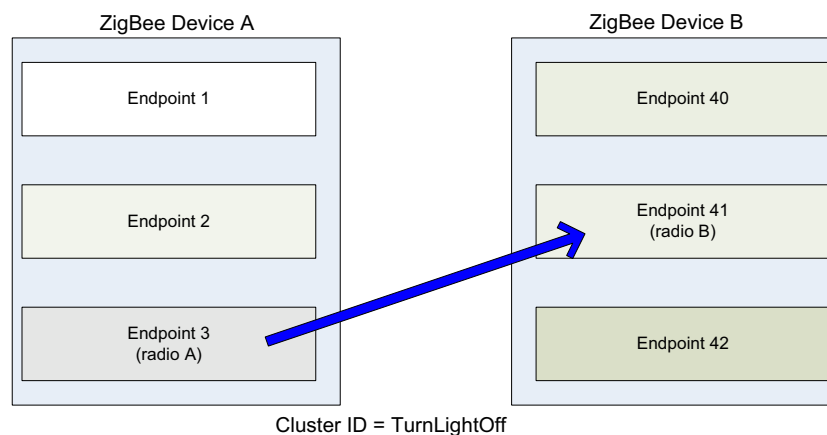 ZigBee Device A
Endpoint 1
Endpoint 2
Endpoint 3
(radio A)
ZigBee Device B
Endpoint 40
Endpoint 41
(radio B)
Endpoint 42
Cluster ID = TurnLightOff